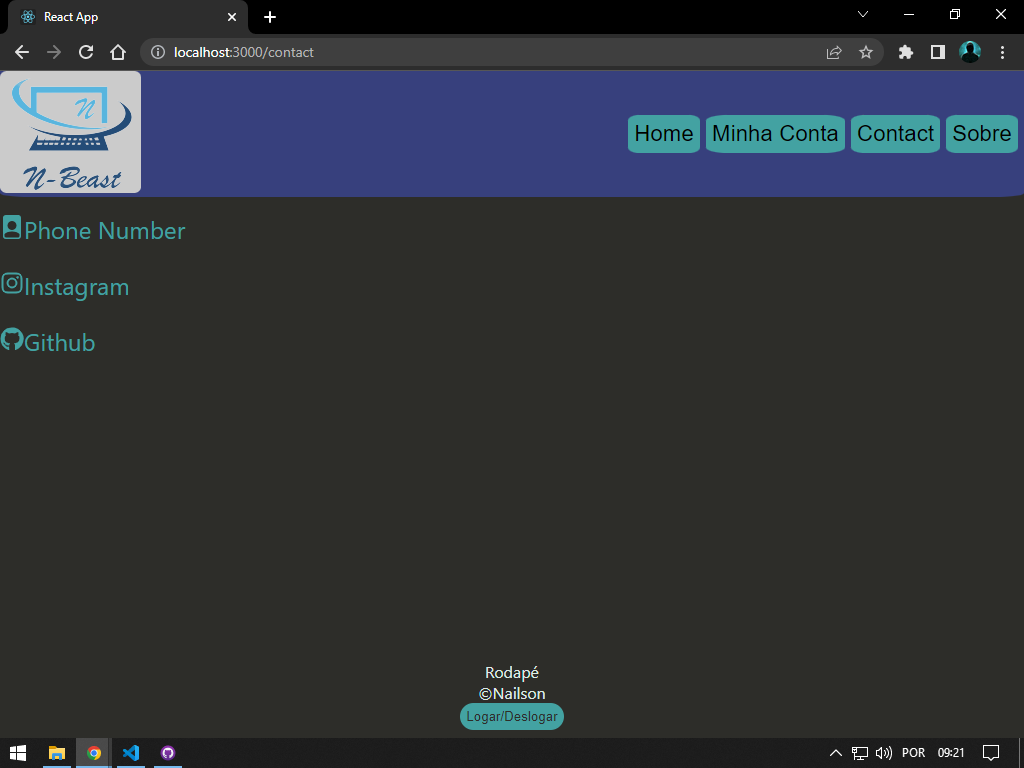 React App
localhost:3000/contact
N
N-Beast
Home Minha Conta Contact Sobre
Phone Number
Instagram
Github
Rodapé
©Nailson
Logar/Deslogar
POR 09:21